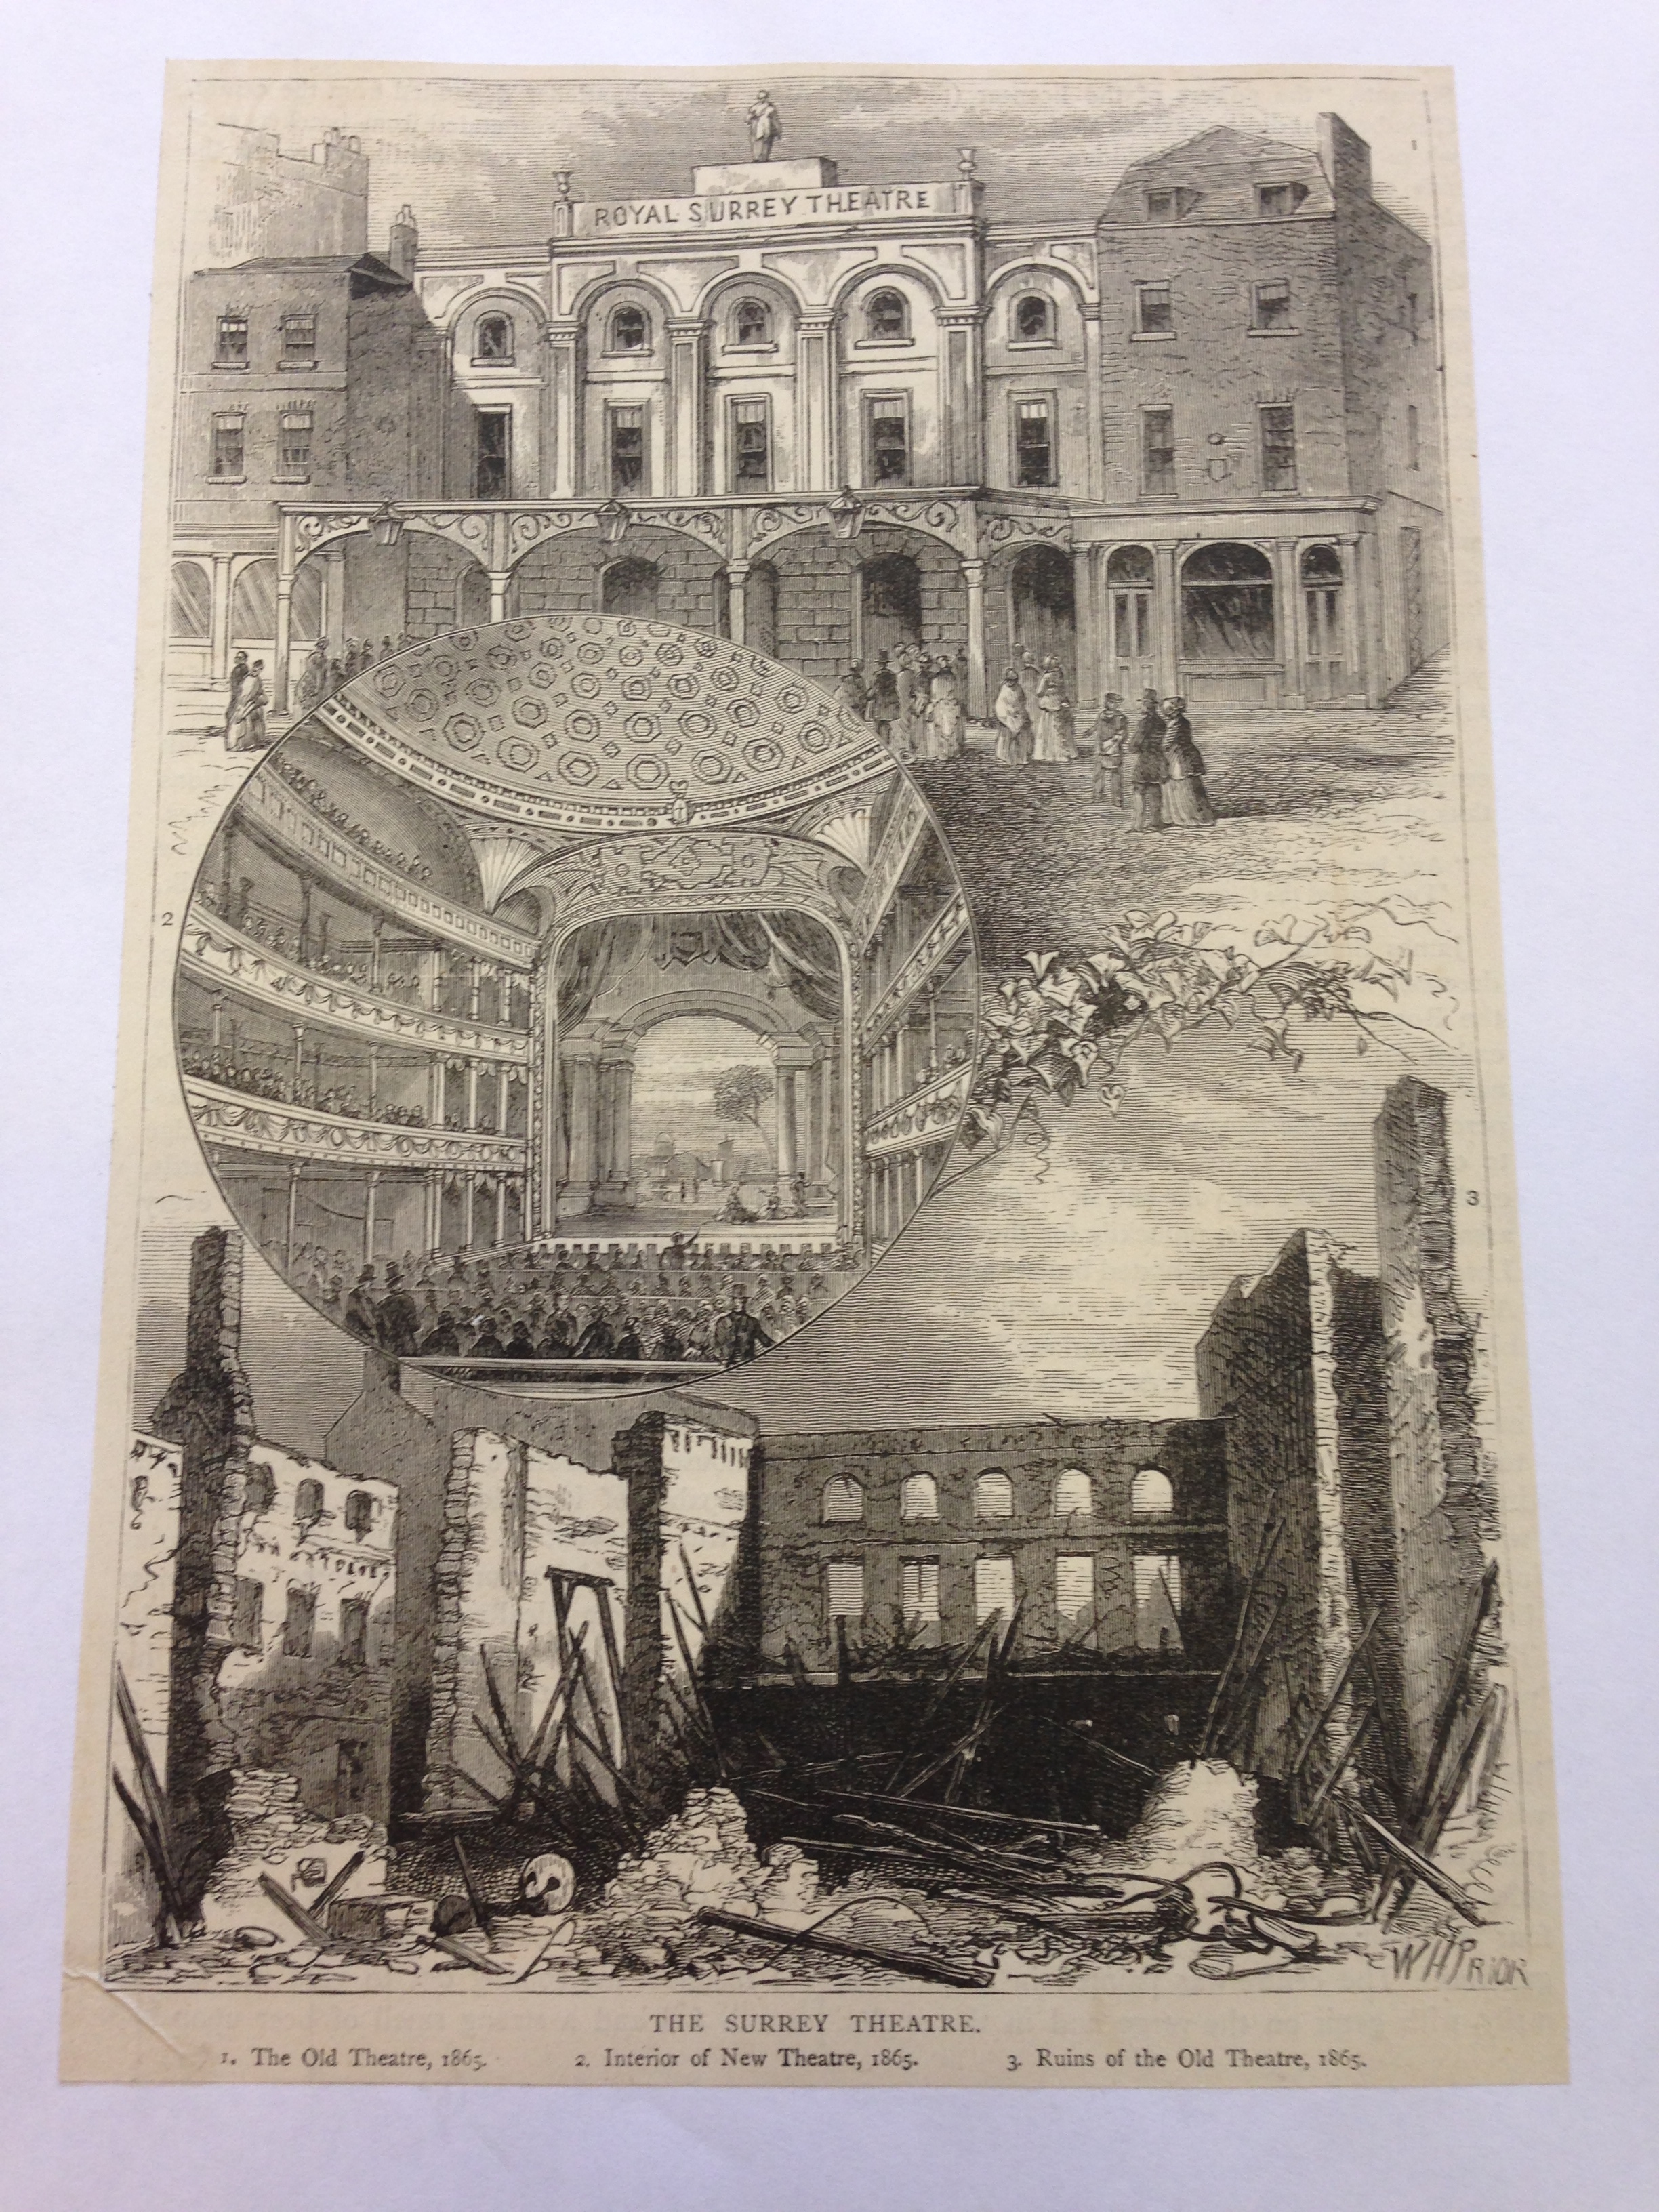 1
ROYAL SURREY THEATRE
2
3
WHPRIOR
THE SURREY THEATRE.
1. The Old Theatre, 1865. 2. Interior of New Theatre, 1865. 3. Ruins of the Old Theatre, 1865.